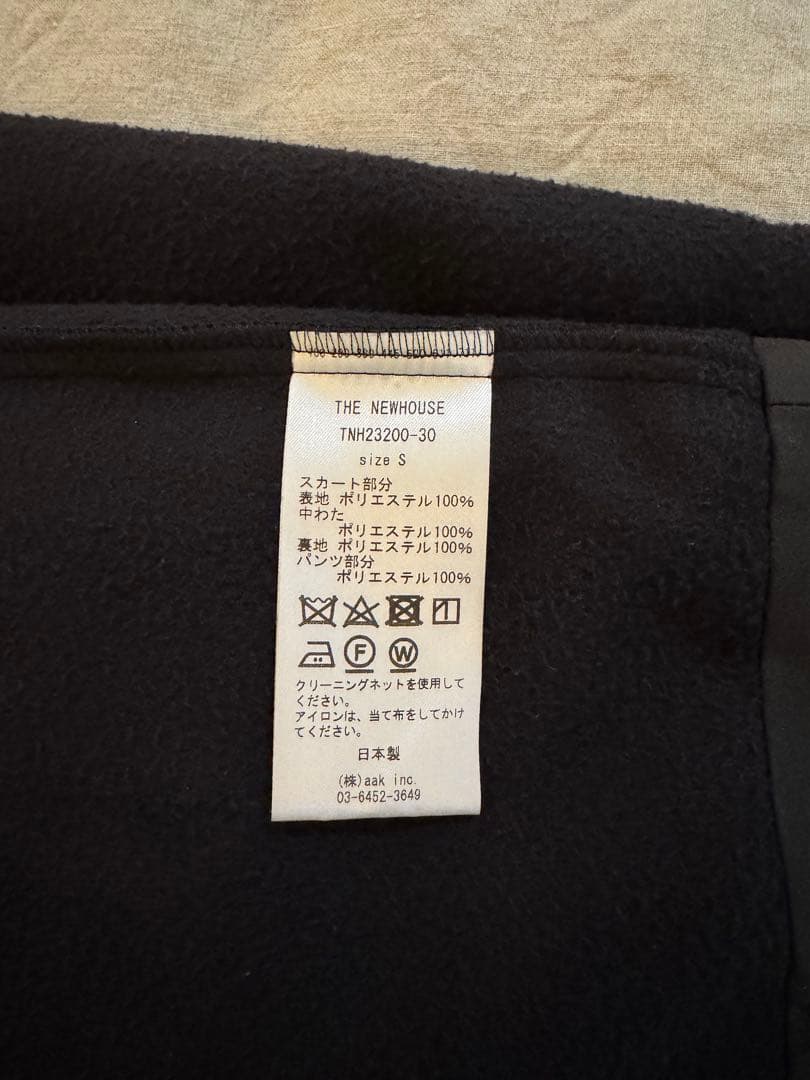 THE NEWHOUSE
TNH23200-30
size S
スカート部分
表地 ポリエステル100%
中わた
ポリエステル100%
裏地 ポリエステル100%
パンツ部分
ポリエステル100%
F W
クリーニングネットを使用して
ください。
アイロンは、当て布をしてかけ
てください。
日本製
(株)aak inc.
03-6452-3649